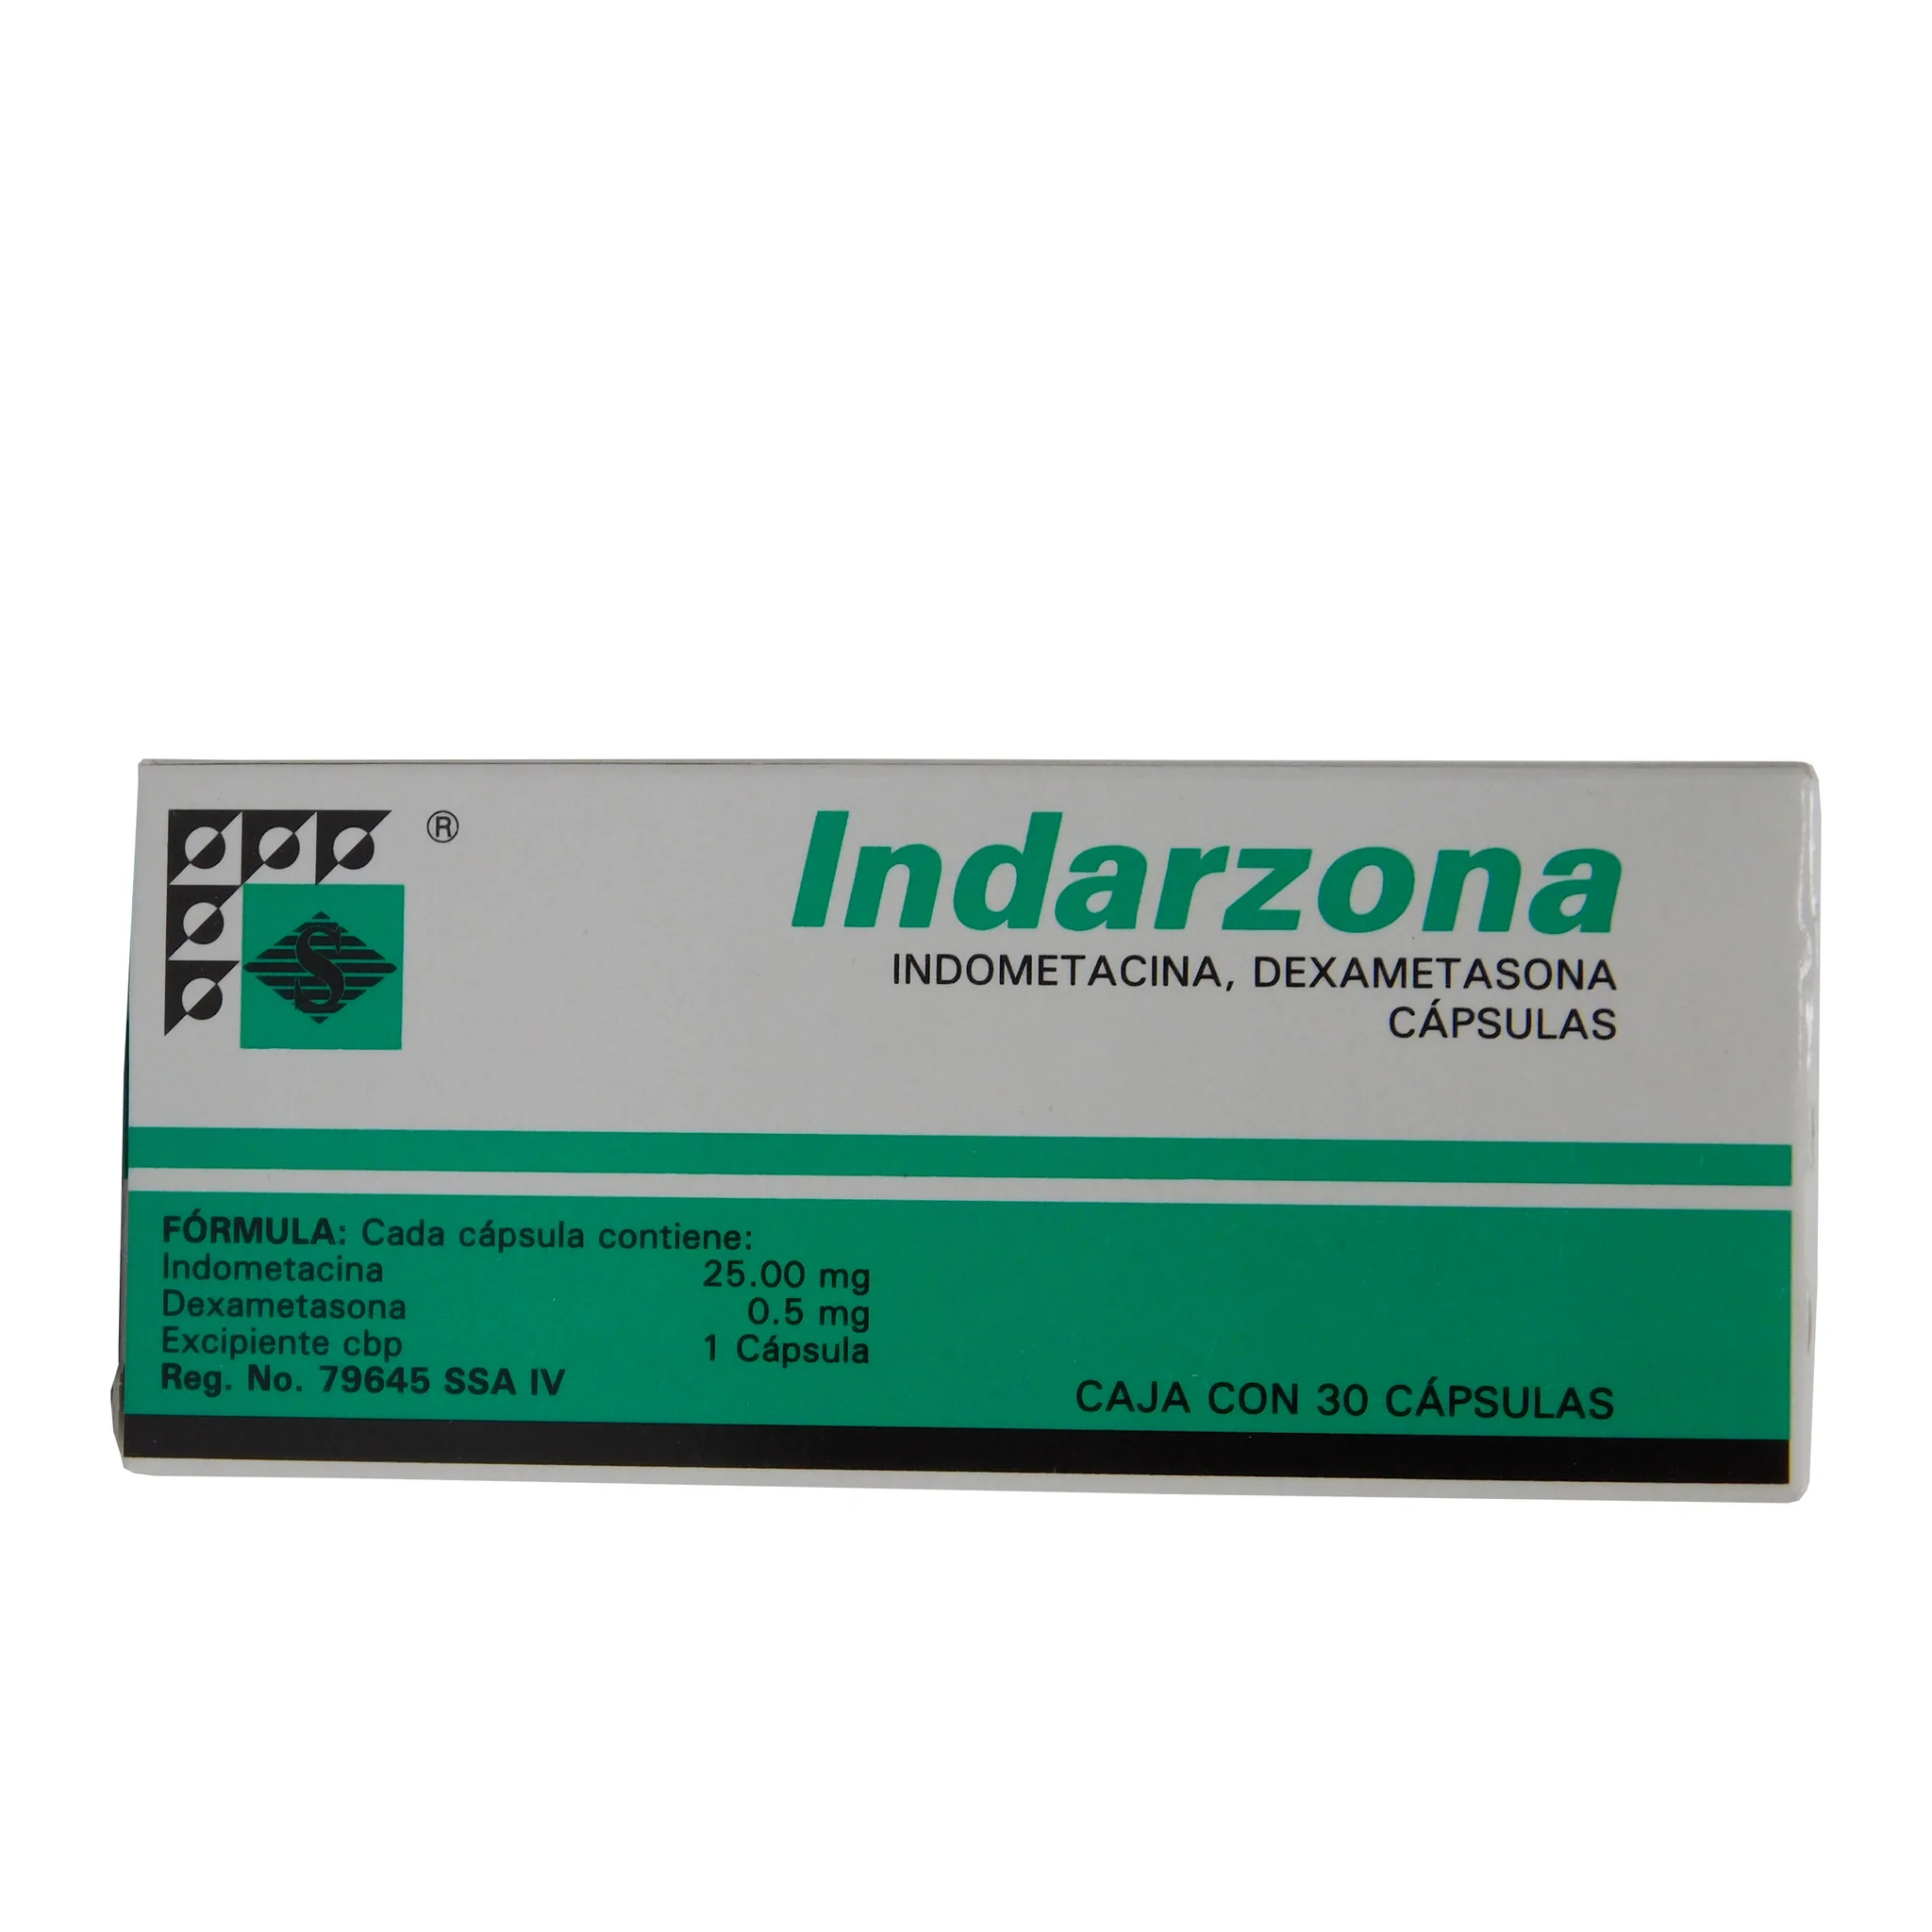 ®
Indarzona
INDOMETACINA, DEXAMETASONA
CÁPSULAS
S
FÓRMULA: Cada cápsula contiene:
Indometacina 25.00 mg
Dexametasona 0.5 mg
Excipiente cbp 1 Cápsula
Reg. No. 79645 SSA IV
CAJA CON 30 CÁPSULAS